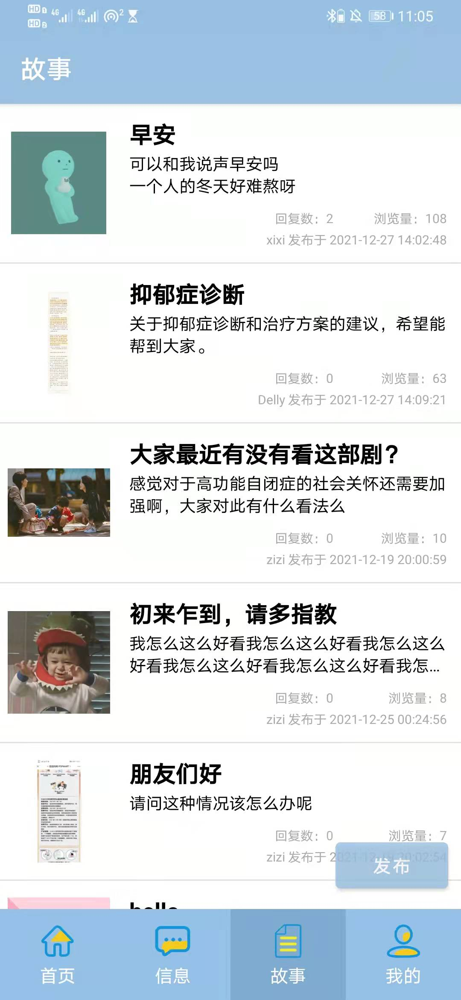 HD 1 4G 4G 2 58 11:05
HD 2
故事
早安
可以和我说声早安吗
一个人的冬天好难熬呀
回复数：2 浏览量：108
xixi 发布于 2021-12-27 14:02:48
抑郁症诊断
关于抑郁症诊断和治疗方案的建议，希望能
帮到大家。
回复数：0 浏览量：63
Delly 发布于 2021-12-27 14:09:21
大家最近有没有看这部剧？
感觉对于高功能自闭症的社会关怀还需要加
强啊，大家对此有什么看法么
回复数：0 浏览量：10
zizi 发布于 2021-12-19 20:00:59
初来乍到，请多指教
我怎么这么好看我怎么这么好看我怎么这么
好看我怎么这么好看我怎么这么好看我怎...
回复数：0 浏览量：8
zizi 发布于 2021-12-25 00:24:56
朋友们好
请问这种情况该怎么办呢
回复数：0 浏览量：7
zizi 发布于 2021-12-19 20:02:54
发布
hello
首页 信息 故事 我的